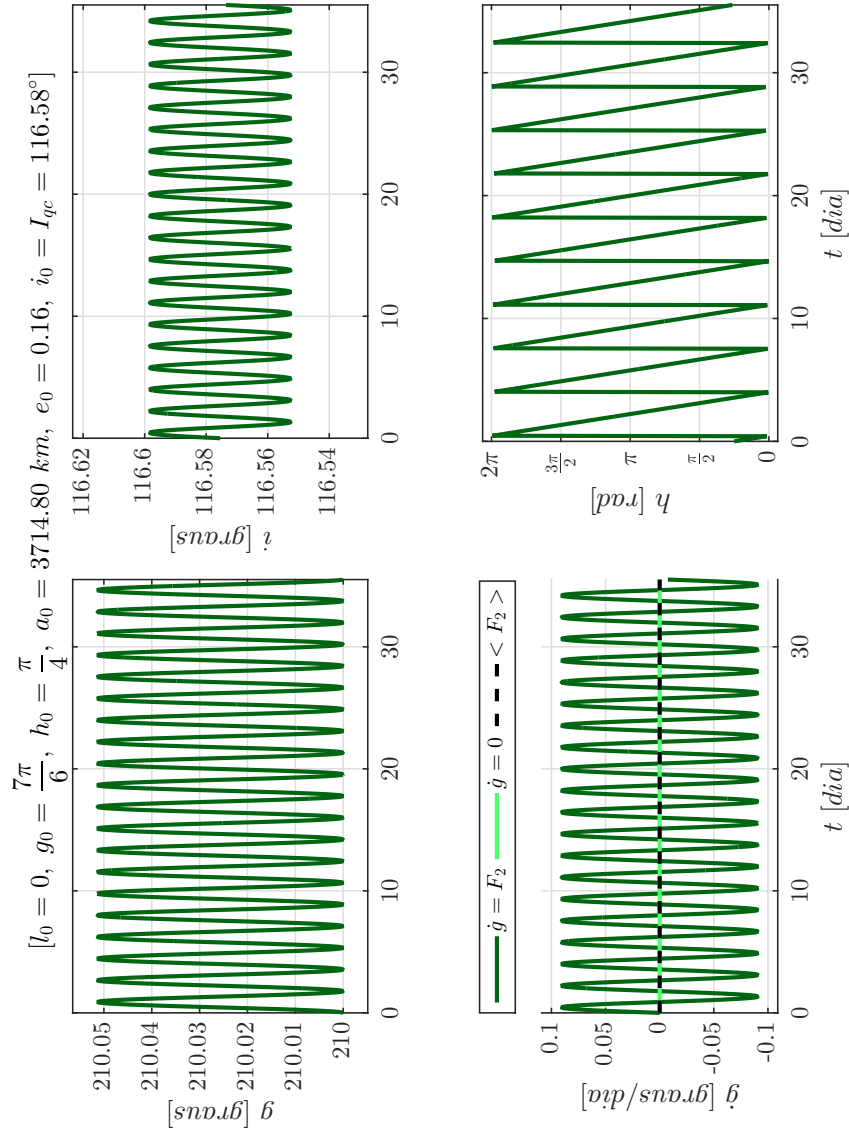 [l₀ = 0, g₀ = 7π/6, h₀ = π/4, a₀ = 3714.80 km, e₀ = 0.16, i₀ = I_qc = 116.58°]
g [graus]
210.05
210.04
210.03
210.02
210.01
210
0 10 20 30
i [graus]
116.62
116.6
116.58
116.56
116.54
0 10 20 30
ġ = F₂ ġ = 0 < F₂ >
ġ [graus/dia]
0.1
0.05
0
-0.05
-0.1
0 10 20 30
t [dia]
h [rad]
2π
3π/2
π
π/2
0
0 10 20 30
t [dia]